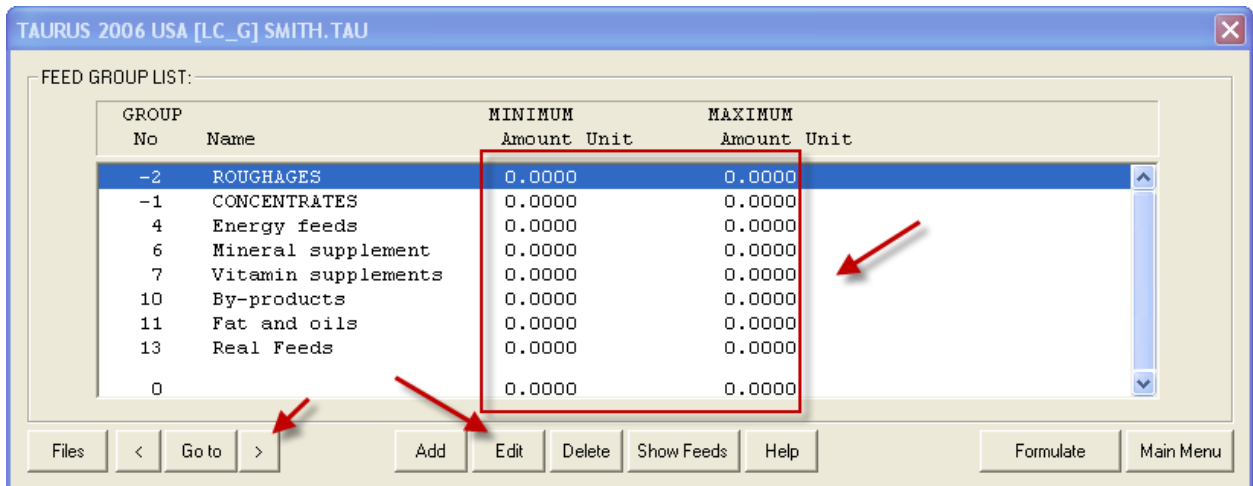 TAURUS 2006 USA [LC_G] SMITH.TAU
FEED GROUP LIST:
GROUP MINIMUM MAXIMUM
No Name Amount Unit Amount Unit
-2 ROUGHAGES 0.0000 0.0000
-1 CONCENTRATES 0.0000 0.0000
4 Energy feeds 0.0000 0.0000
6 Mineral supplement 0.0000 0.0000
7 Vitamin supplements 0.0000 0.0000
10 By-products 0.0000 0.0000
11 Fat and oils 0.0000 0.0000
13 Real Feeds 0.0000 0.0000
0 0.0000 0.0000
Files < Go to > Add Edit Delete Show Feeds Help Formulate Main Menu